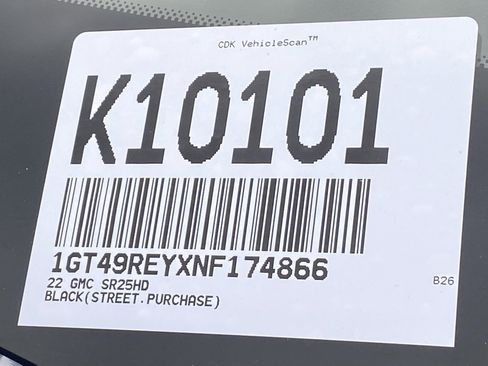 CDK VehicleScan™
K10101
1GT49REYXNF174866
22 GMC SR25HD
B26
BLACK(STREET.PURCHASE)